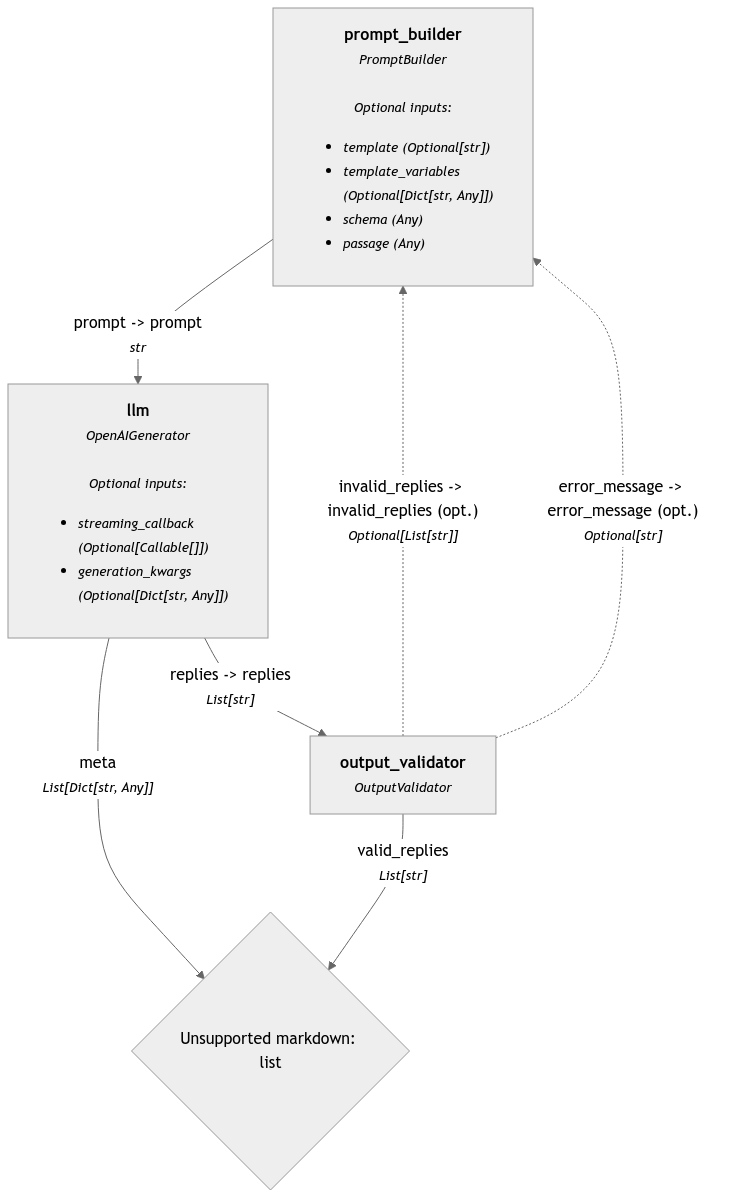 prompt_builder
PromptBuilder
Optional inputs:
• template (Optional[str])
• template_variables
(Optional[Dict[str, Any]])
• schema (Any)
• passage (Any)
prompt -> prompt
str
llm
OpenAIGenerator
Optional inputs:
• streaming_callback
(Optional[Callable[]])
• generation_kwargs
(Optional[Dict[str, Any]])
invalid_replies ->
invalid_replies (opt.)
Optional[List[str]]
error_message ->
error_message (opt.)
Optional[str]
replies -> replies
List[str]
meta
List[Dict[str, Any]]
output_validator
OutputValidator
valid_replies
List[str]
Unsupported markdown:
list